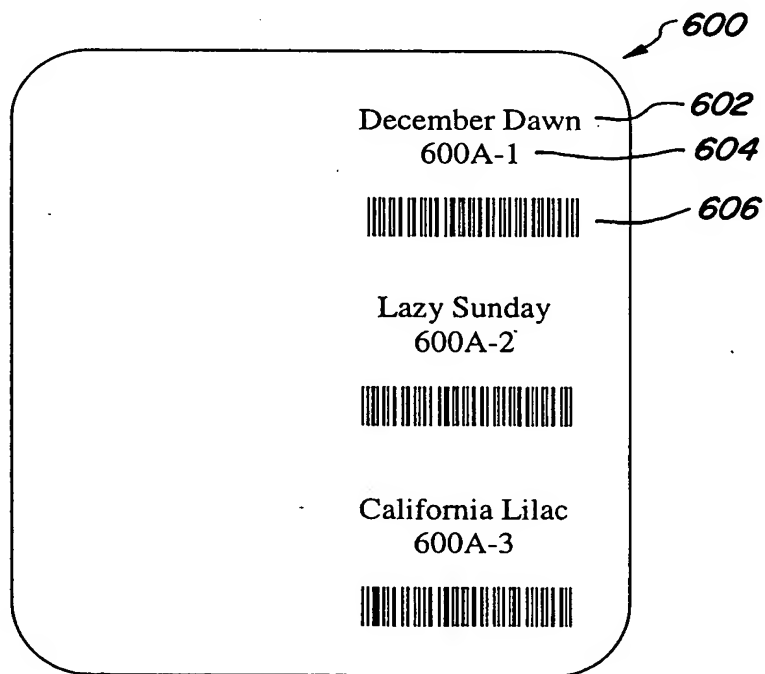 600
December Dawn 602
600A-1 604
606
Lazy Sunday
600A-2
California Lilac
600A-3